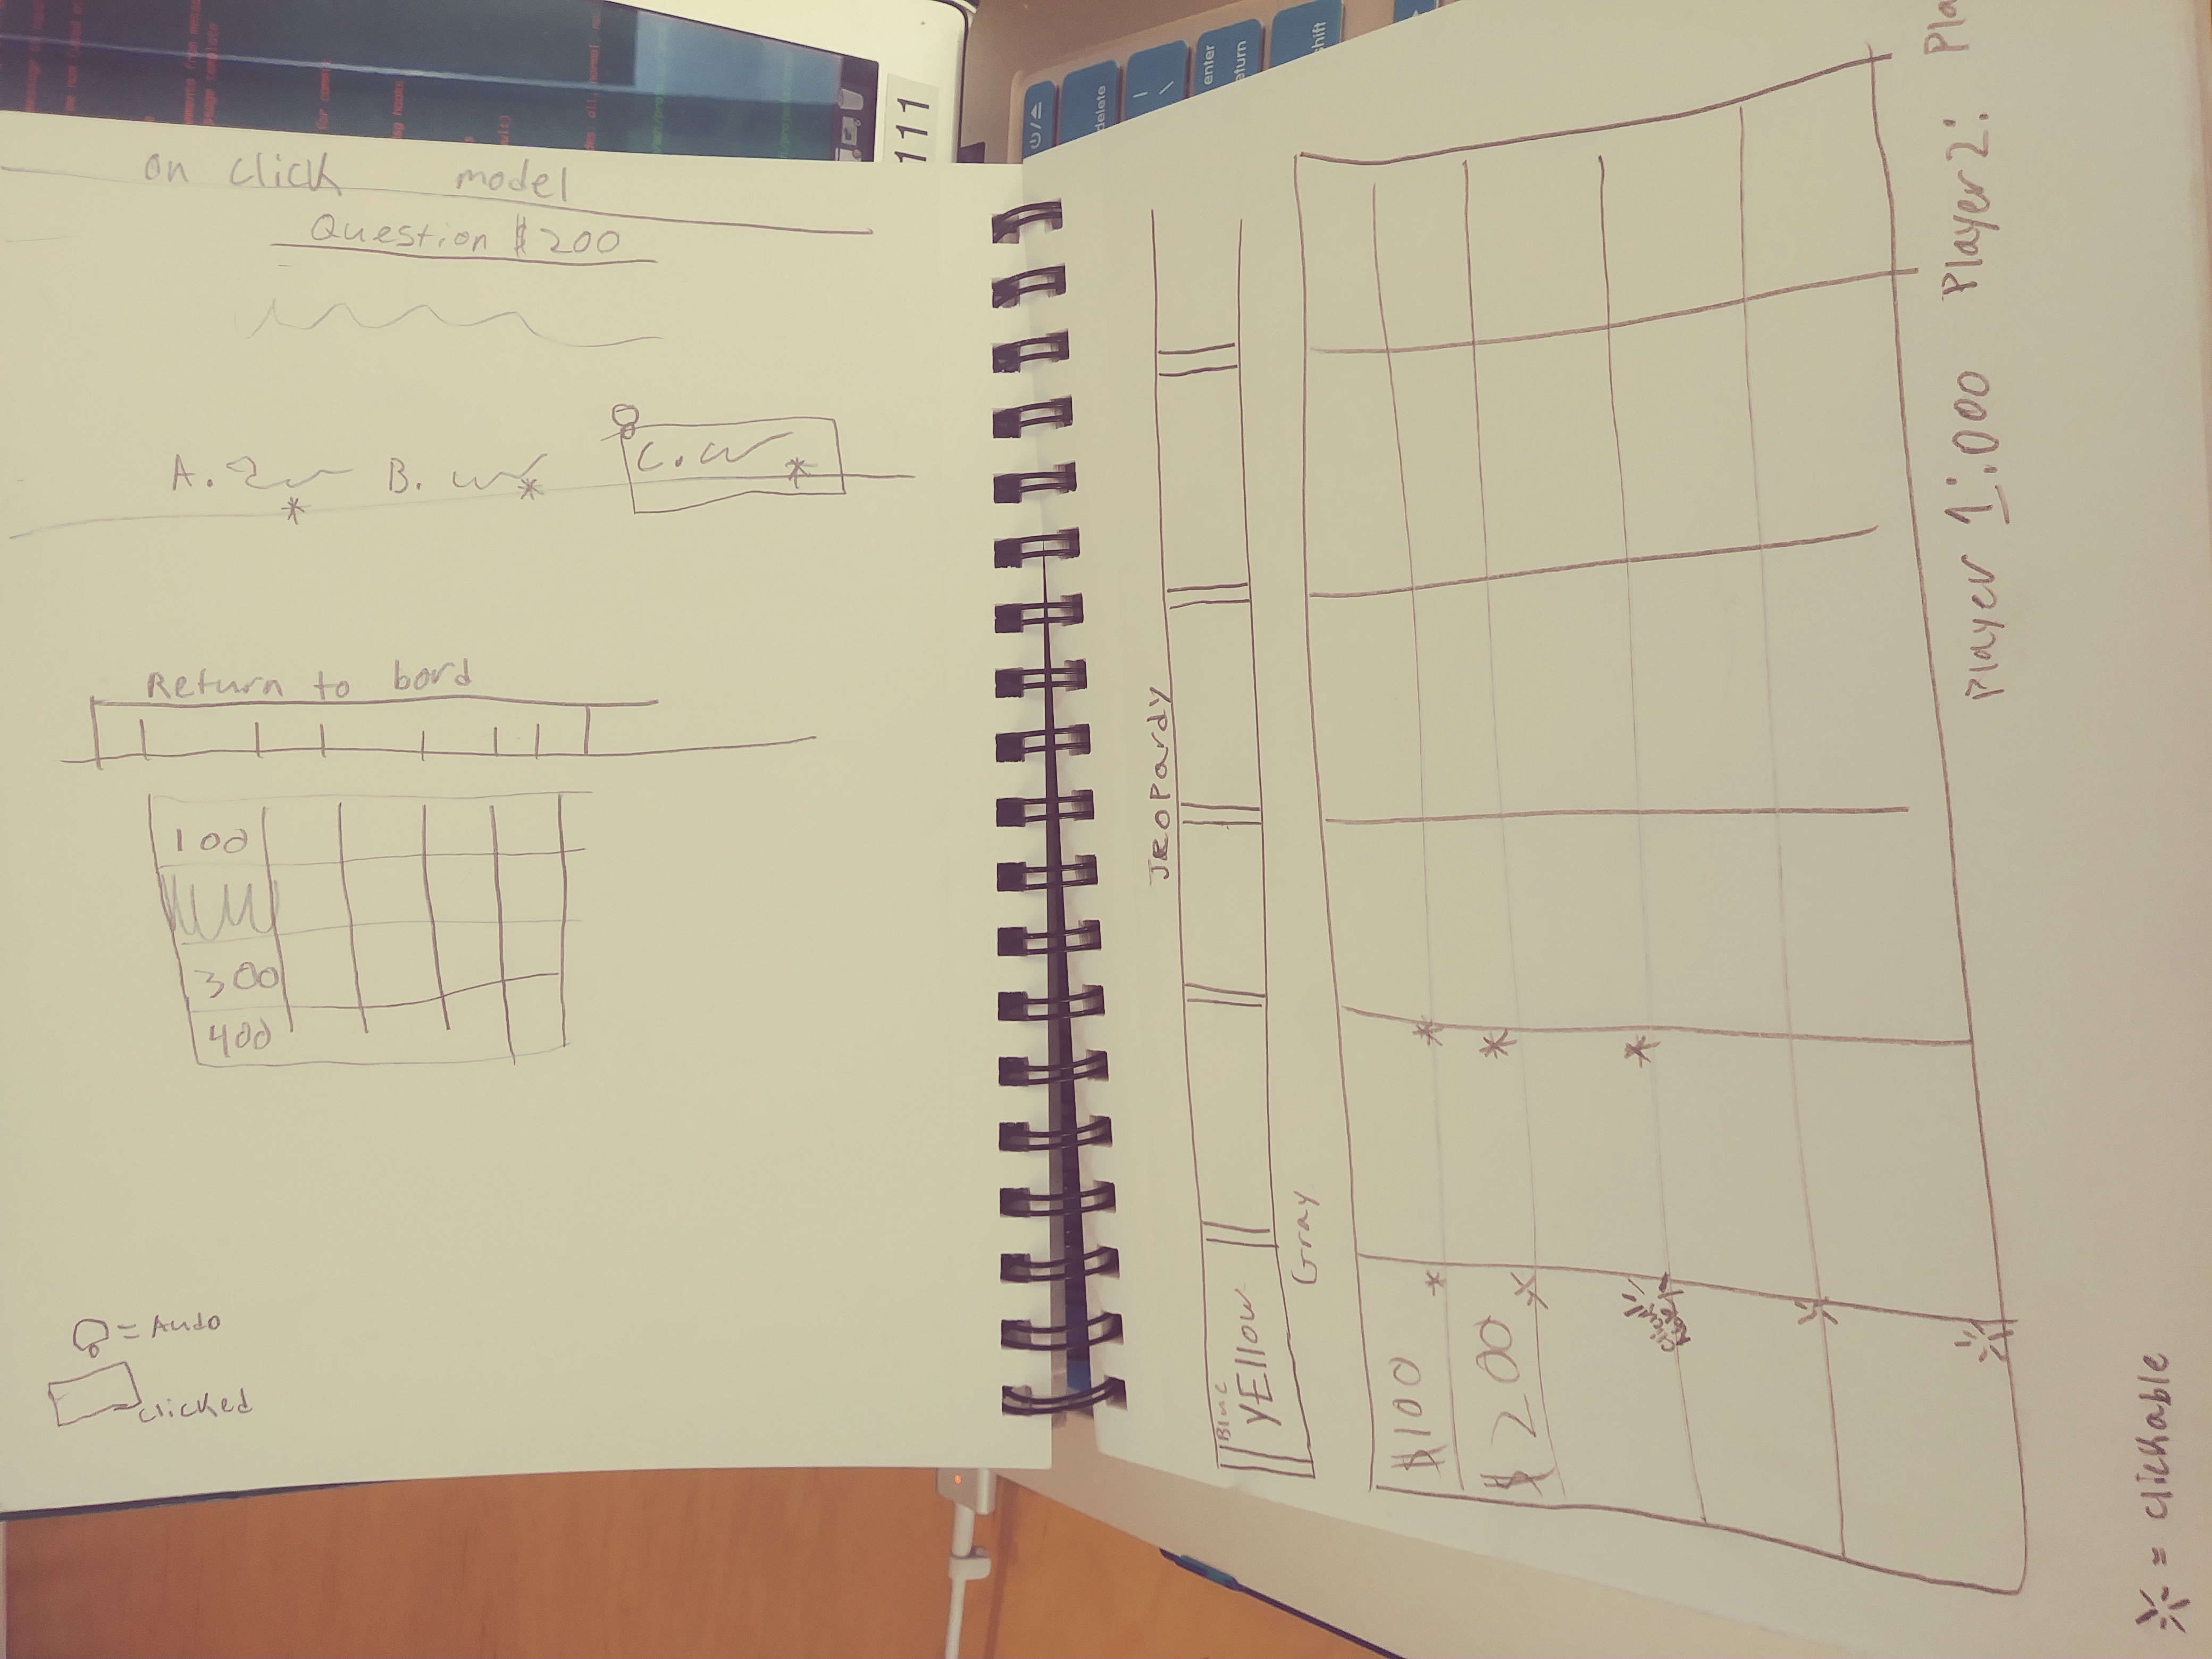 on click model
Question $200
A. B. C.
Return to bord
100
300
400
= Audo
clicked
111
delete
enter
return
shift
Jeopardy
Blue
YEllow
Gray
$100
$200
click
able
Player 1:000 Player 2: Pla
= clickable